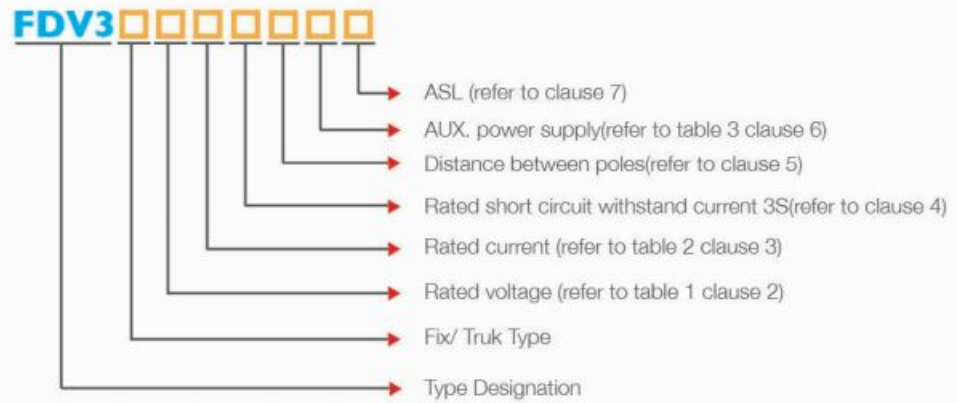 FDV3
ASL (refer to clause 7)
AUX. power supply(refer to table 3 clause 6)
Distance between poles(refer to clause 5)
Rated short circuit withstand current 3S(refer to clause 4)
Rated current (refer to table 2 clause 3)
Rated voltage (refer to table 1 clause 2)
Fix/ Truk Type
Type Designation